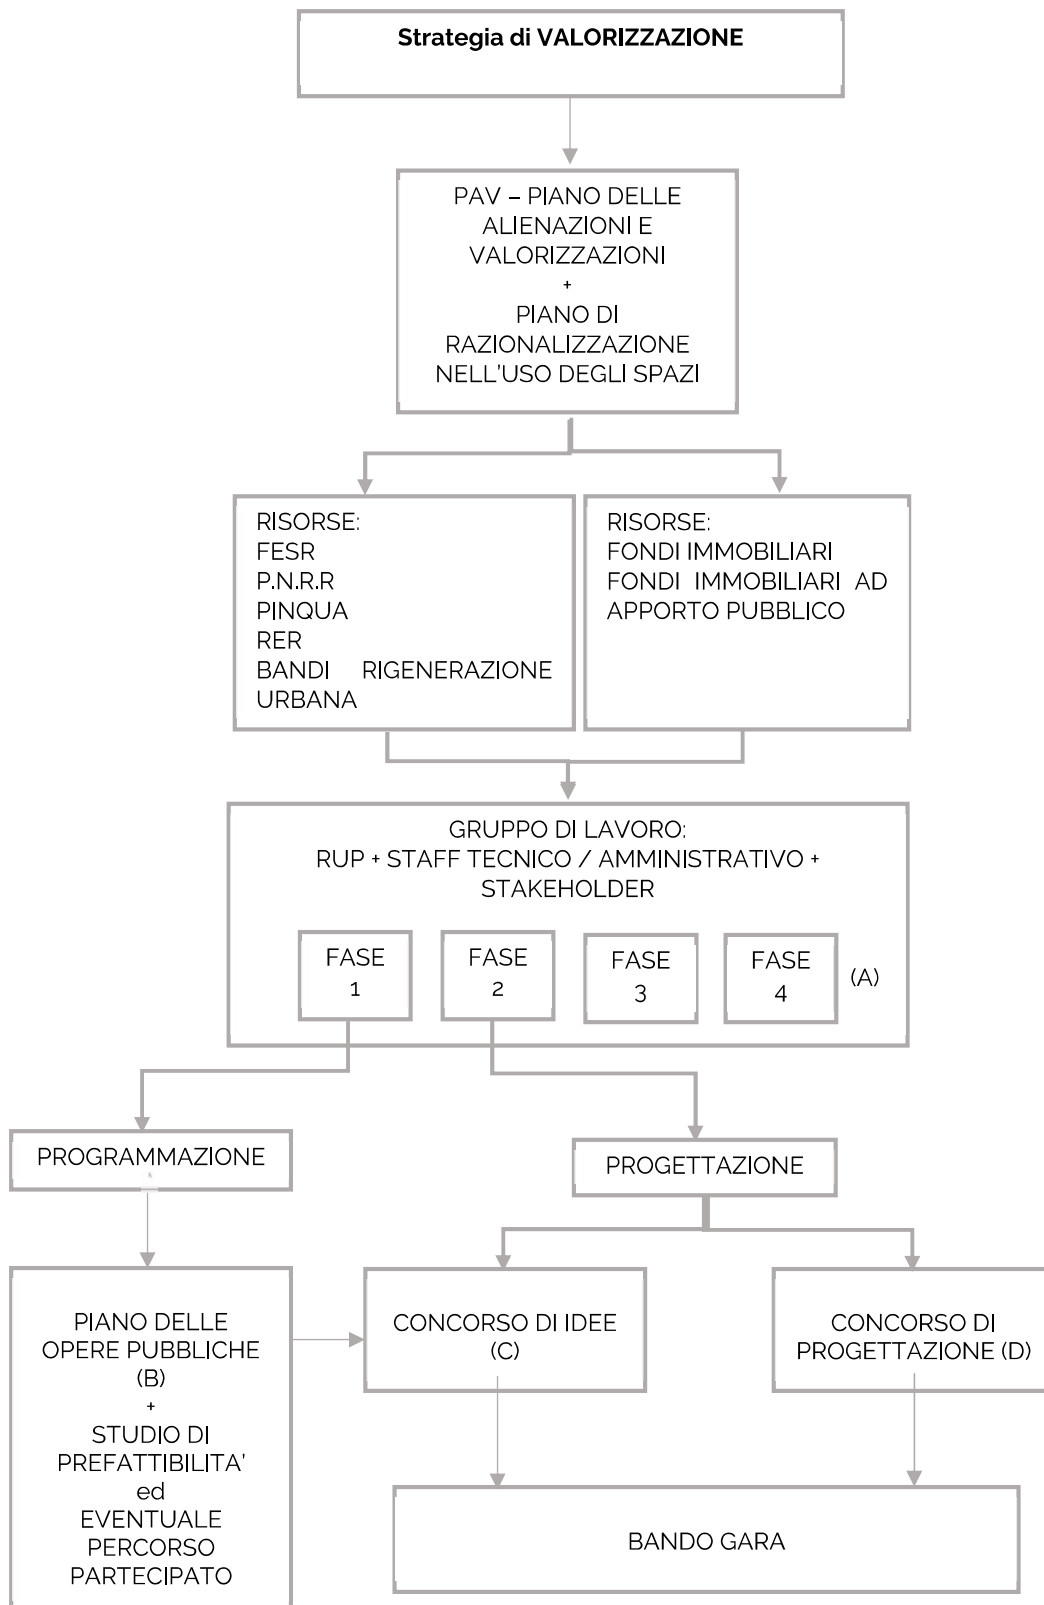 Strategia di VALORIZZAZIONE
PAV – PIANO DELLE
ALIENAZIONI E
VALORIZZAZIONI
+
PIANO DI
RAZIONALIZZAZIONE
NELL'USO DEGLI SPAZI
RISORSE:
FESR
P.N.R.R
PINQUA
RER
BANDI RIGENERAZIONE
URBANA
RISORSE:
FONDI IMMOBILIARI
FONDI IMMOBILIARI AD
APPORTO PUBBLICO
GRUPPO DI LAVORO:
RUP + STAFF TECNICO / AMMINISTRATIVO +
STAKEHOLDER
FASE
1
FASE
2
FASE
3
FASE
4
(A)
PROGRAMMAZIONE
PROGETTAZIONE
PIANO DELLE
OPERE PUBBLICHE
(B)
+
STUDIO DI
PREFATTIBILITA'
ed
EVENTUALE
PERCORSO
PARTECIPATO
CONCORSO DI IDEE
(C)
CONCORSO DI
PROGETTAZIONE (D)
BANDO GARA